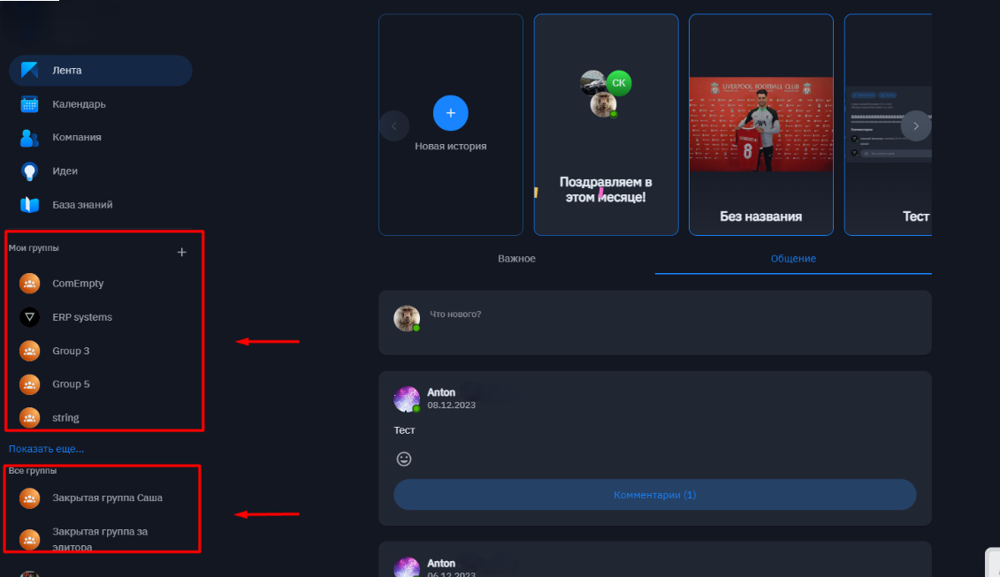 Лента
Календарь
Компания
Идеи
База знаний
Мои группы
+
ComEmpty
ERP systems
Group 3
Group 5
string
Показать еще...
Все группы
Закрытая группа Саша
Закрытая группа за
элитора
Новая история
СК
Поздравляем в
этом месяце!
LIVERPOOL FOOTBALL CLUB
AXA
8
Без названия
Тест
Важное
Общение
Что нового?
Anton
08.12.2023
Тест
Комментарии (1)
Anton
06.12.2023